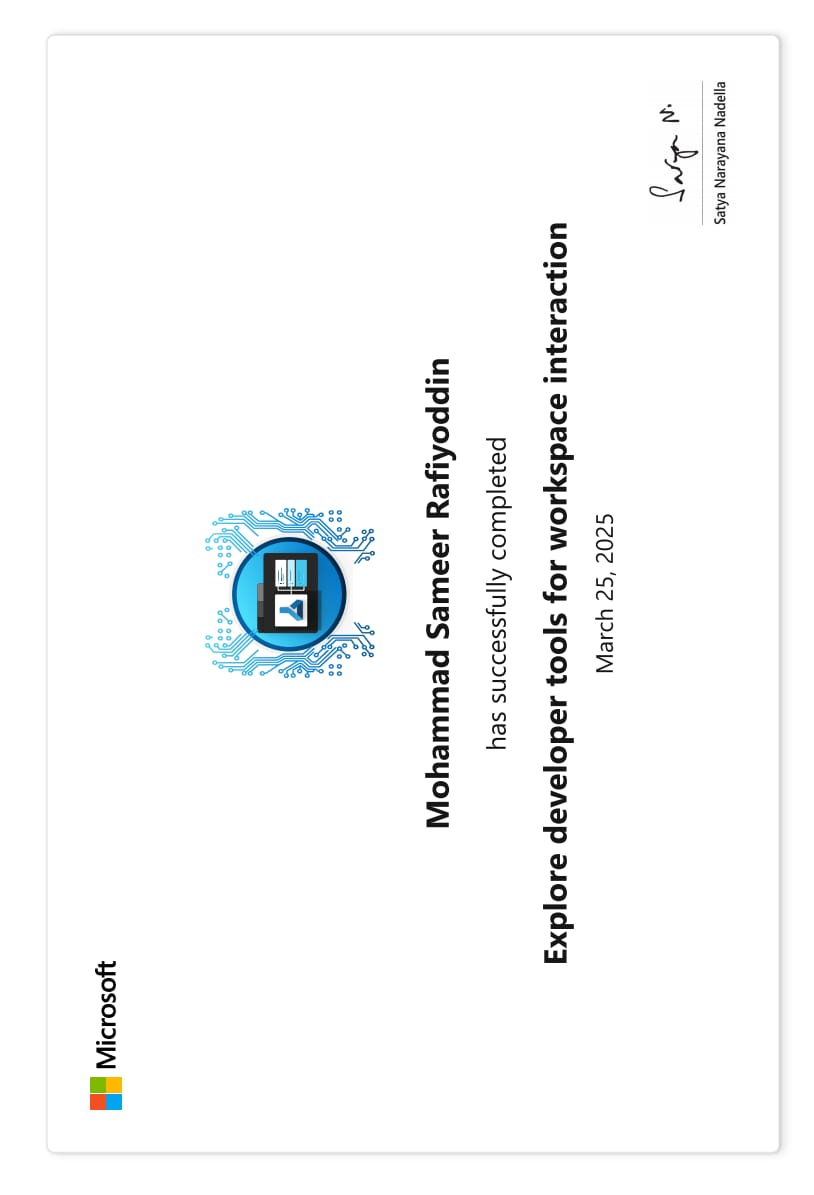 Microsoft
Mohammad Sameer Rafiyoddin
has successfully completed
Explore developer tools for workspace interaction
March 25, 2025
Satya N.
Satya Narayana Nadella